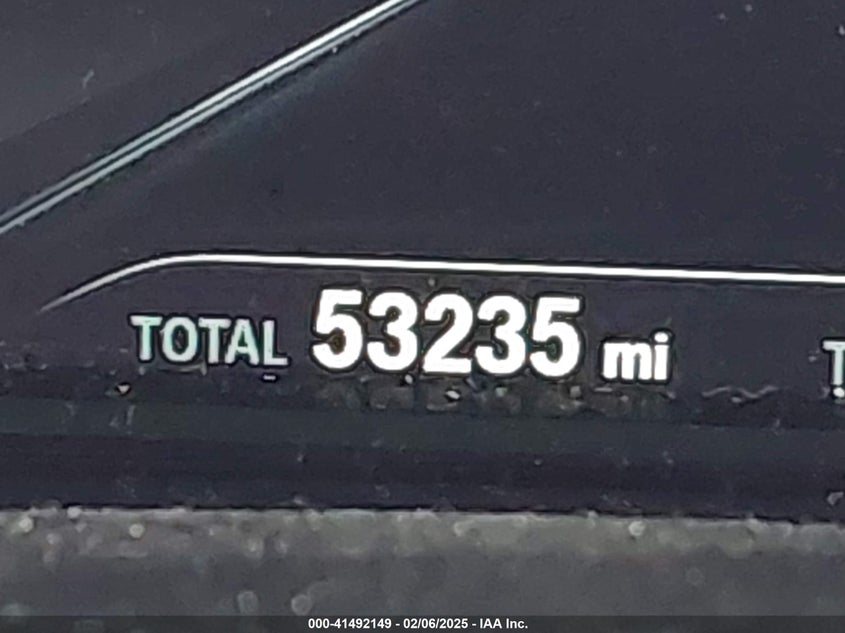 TOTAL 53235 mi
000-41492149 - 02/06/2025 - IAA Inc.